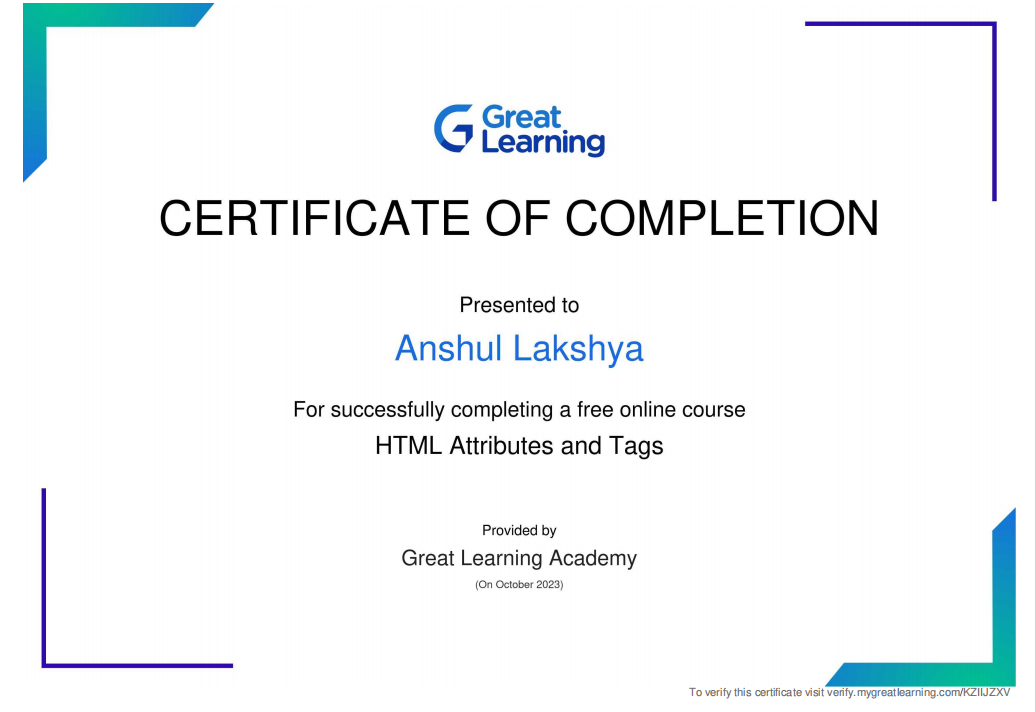 Great
Learning
CERTIFICATE OF COMPLETION
Presented to
Anshul Lakshya
For successfully completing a free online course
HTML Attributes and Tags
Provided by
Great Learning Academy
(On October 2023)
To verify this certificate visit verify.mygreatlearning.com/KZIIJZXV